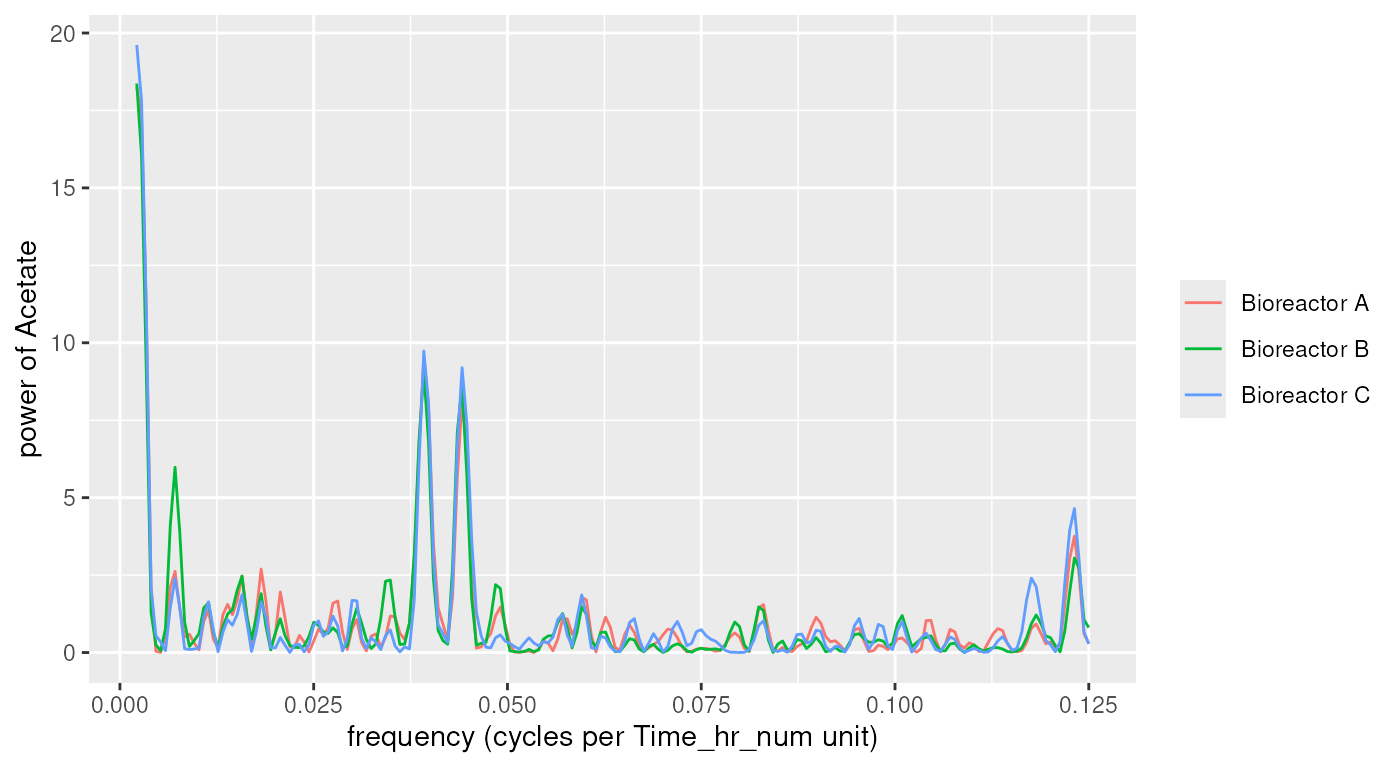 power of Acetate
20
15
10
5
0
0.000
0.025
0.050
0.075
0.100
0.125
frequency (cycles per Time_hr_num unit)
Bioreactor A
Bioreactor B
Bioreactor C